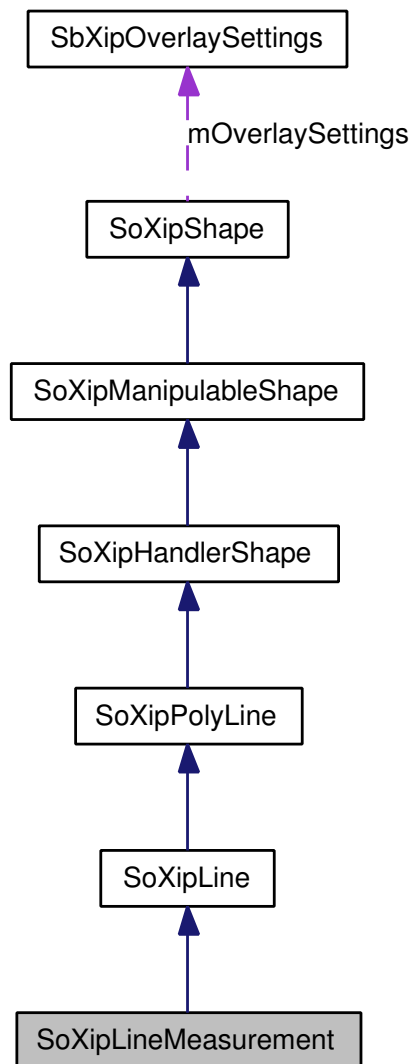 SbXipOverlaySettings
mOverlaySettings
SoXipShape
SoXipManipulableShape
SoXipHandlerShape
SoXipPolyLine
SoXipLine
SoXipLineMeasurement